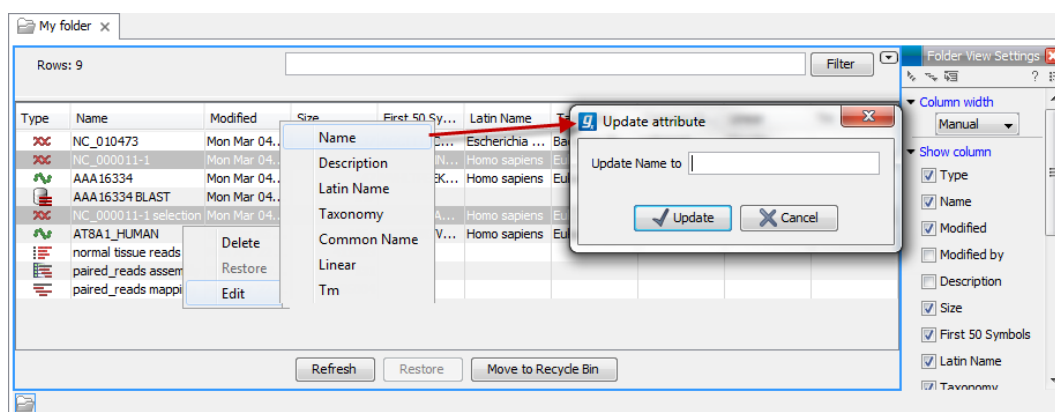 My folder
Rows: 9
Filter
Folder View Settings
Type Name Modified Size First 50 Sy... Latin Name
NC_010473 Mon Mar 04... Escherichia ...
NC_000011-1 Mon Mar 04... Homo sapiens
AAA16334 Mon Mar 04... Homo sapiens
AAA16334 BLAST Mon Mar 04...
NC_000011-1 selection Mon Mar 04... Homo sapiens
AT8A1_HUMAN Mon Mar 04... Homo sapiens
normal tissue reads
paired_reads assem
paired_reads mappi
Delete
Restore
Edit
Name
Description
Latin Name
Taxonomy
Common Name
Linear
Tm
Update attribute
Update Name to
Update Cancel
Refresh Restore Move to Recycle Bin
Column width
Manual
Show column
Type
Name
Modified
Modified by
Description
Size
First 50 Symbols
Latin Name
Taxonomy